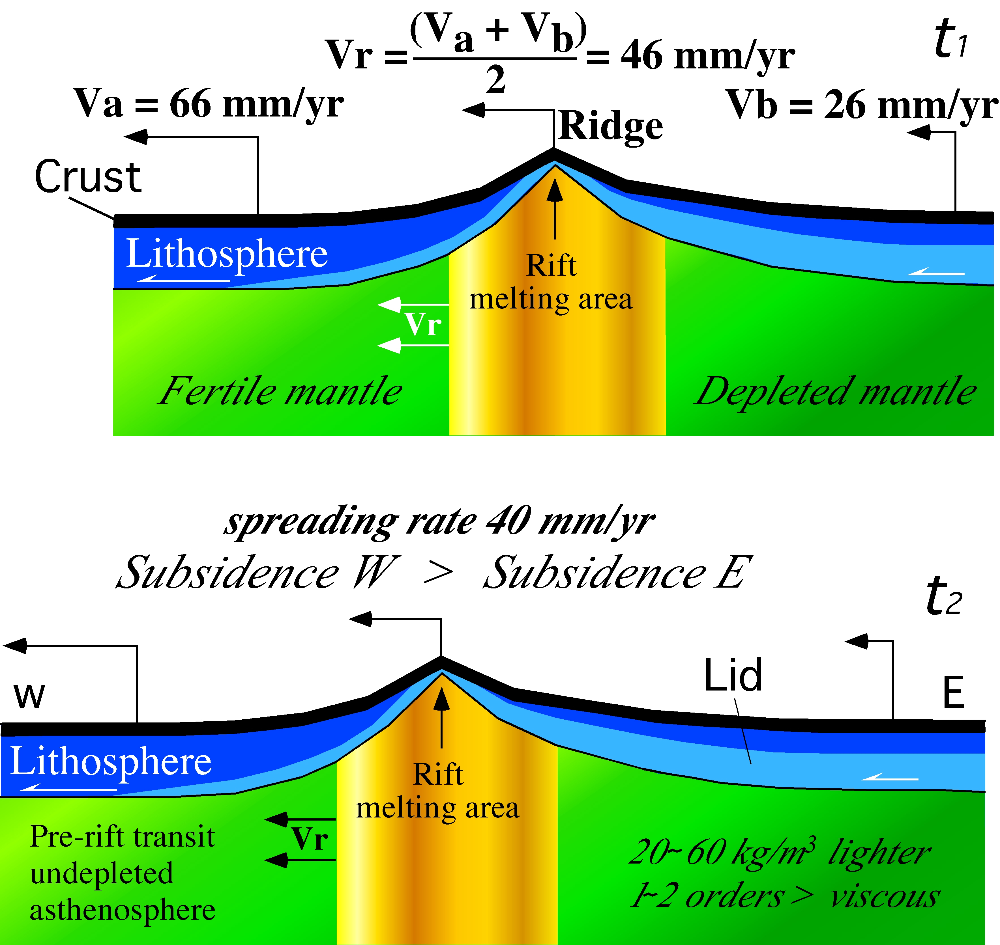 Vr = (Va + Vb) / 2 = 46 mm/yr
t1
Va = 66 mm/yr
Vb = 26 mm/yr
Ridge
Crust
Lithosphere
Rift
melting area
Vr
Fertile mantle
Depleted mantle
spreading rate 40 mm/yr
Subsidence W > Subsidence E
t2
W
Lid
E
Lithosphere
Rift
melting area
Vr
Pre-rift transit
undepleted
asthenosphere
20~60 kg/m³ lighter
1~2 orders > viscous